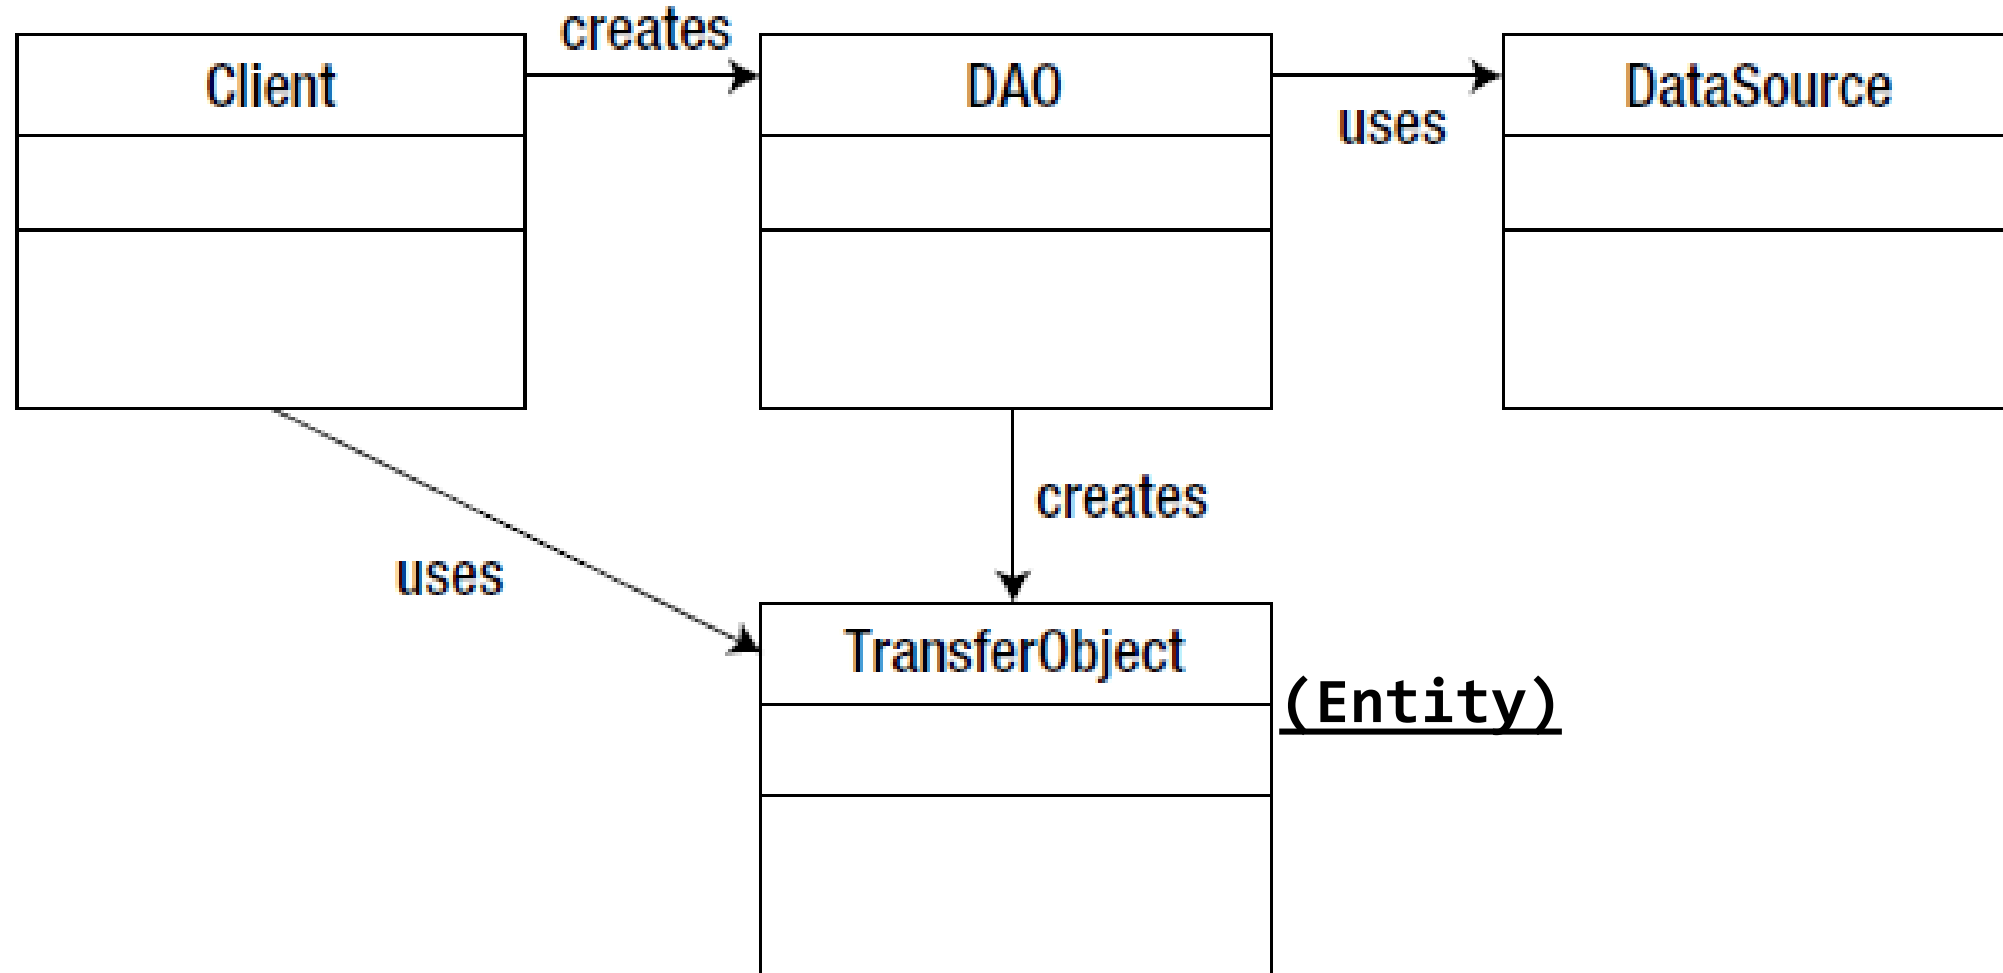 creates
Client
DAO
DataSource
uses
creates
uses
TransferObject
(Entity)